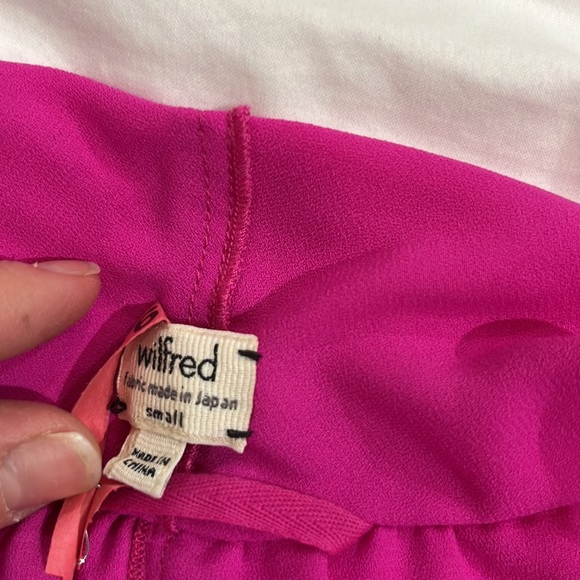 wilfred
fabric made in Japan
small
MADE IN
CHINA